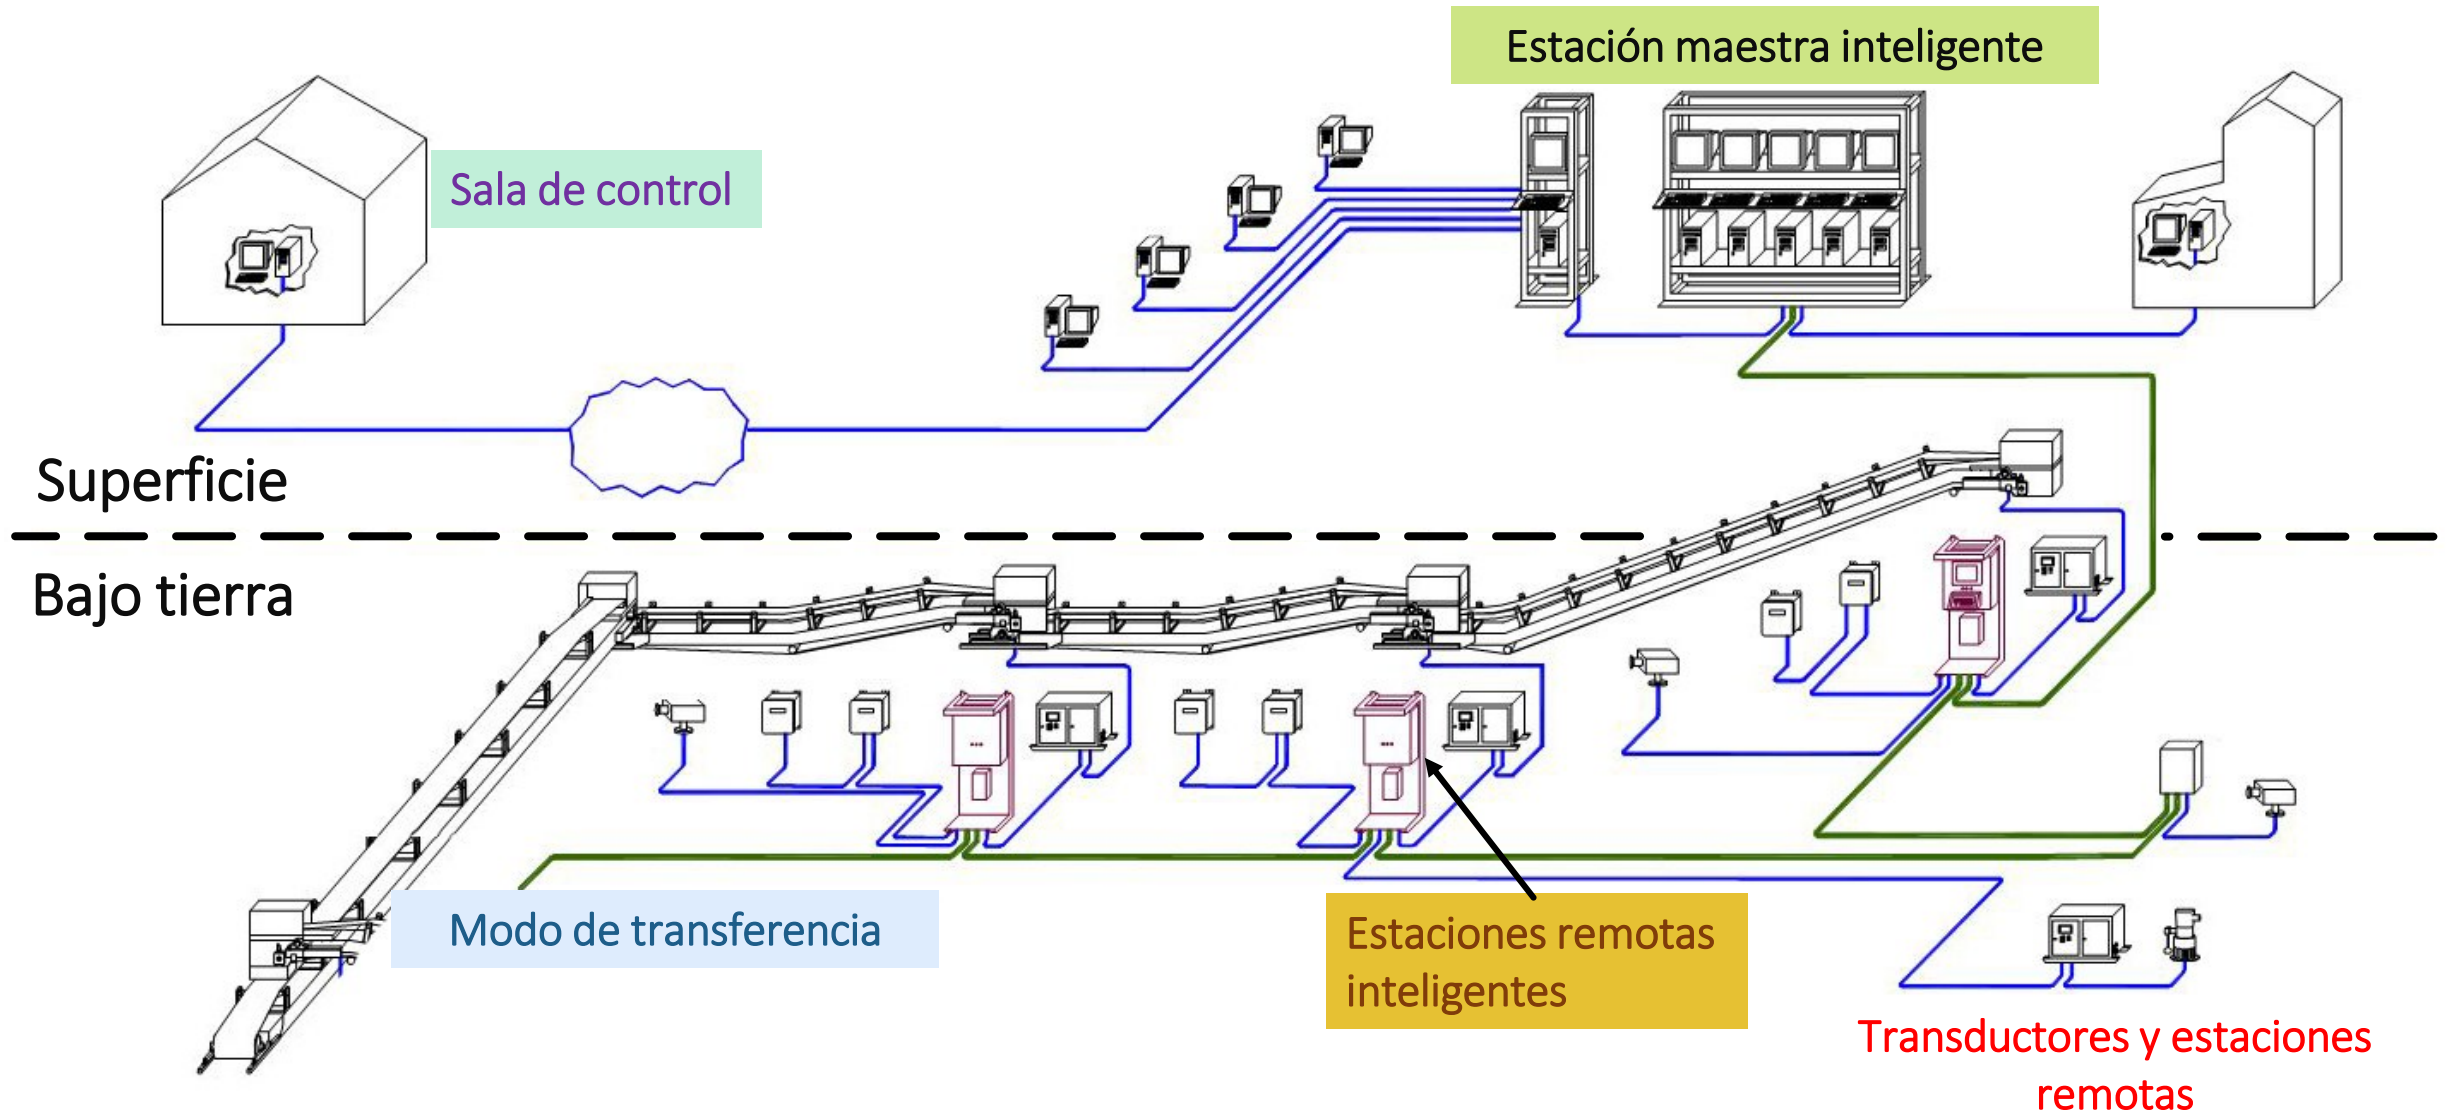 Estación maestra inteligente
Sala de control
Superficie
Bajo tierra
Modo de transferencia
Estaciones remotas
inteligentes
Transductores y estaciones
remotas